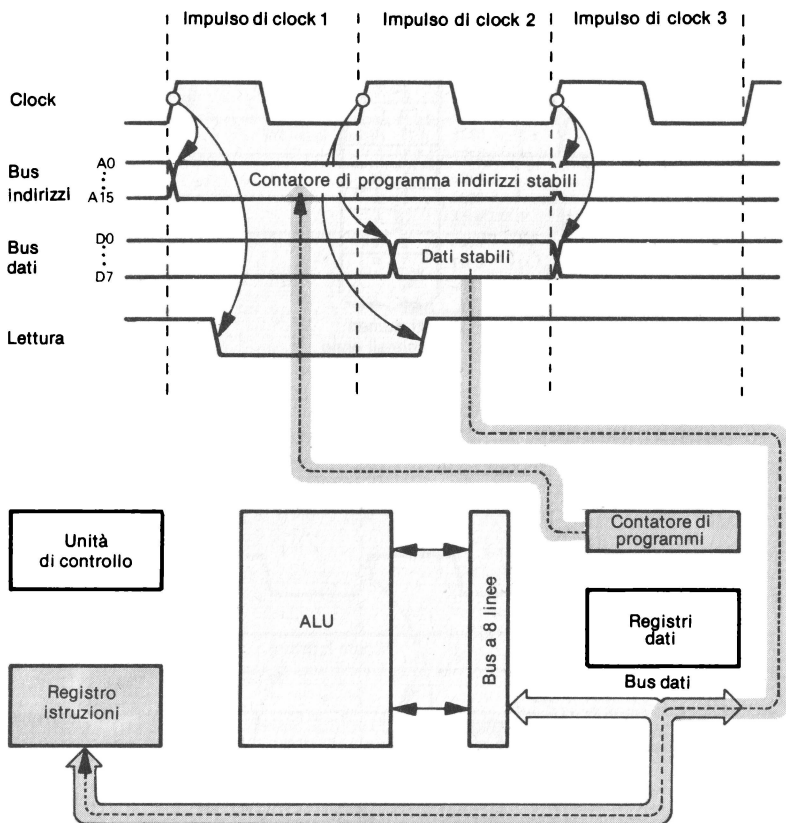 Impulso di clock 1
Impulso di clock 2
Impulso di clock 3
Clock
Bus
indirizzi
A0
A15
Contatore di programma indirizzi stabili
Bus
dati
D0
D7
Dati stabili
Lettura
Unità
di controllo
ALU
Bus a 8 linee
Contatore di
programmi
Registri
dati
Bus dati
Registro
istruzioni